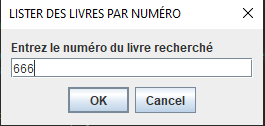 LISTER DES LIVRES PAR NUMÉRO
Entrez le numéro du livre recherché
666
OK
Cancel